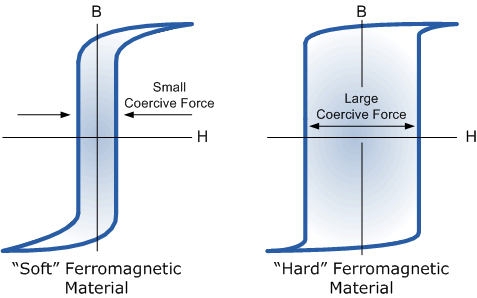 B
Small
Coercive Force
H
"Soft" Ferromagnetic
Material
B
Large
Coercive Force
H
"Hard" Ferromagnetic
Material